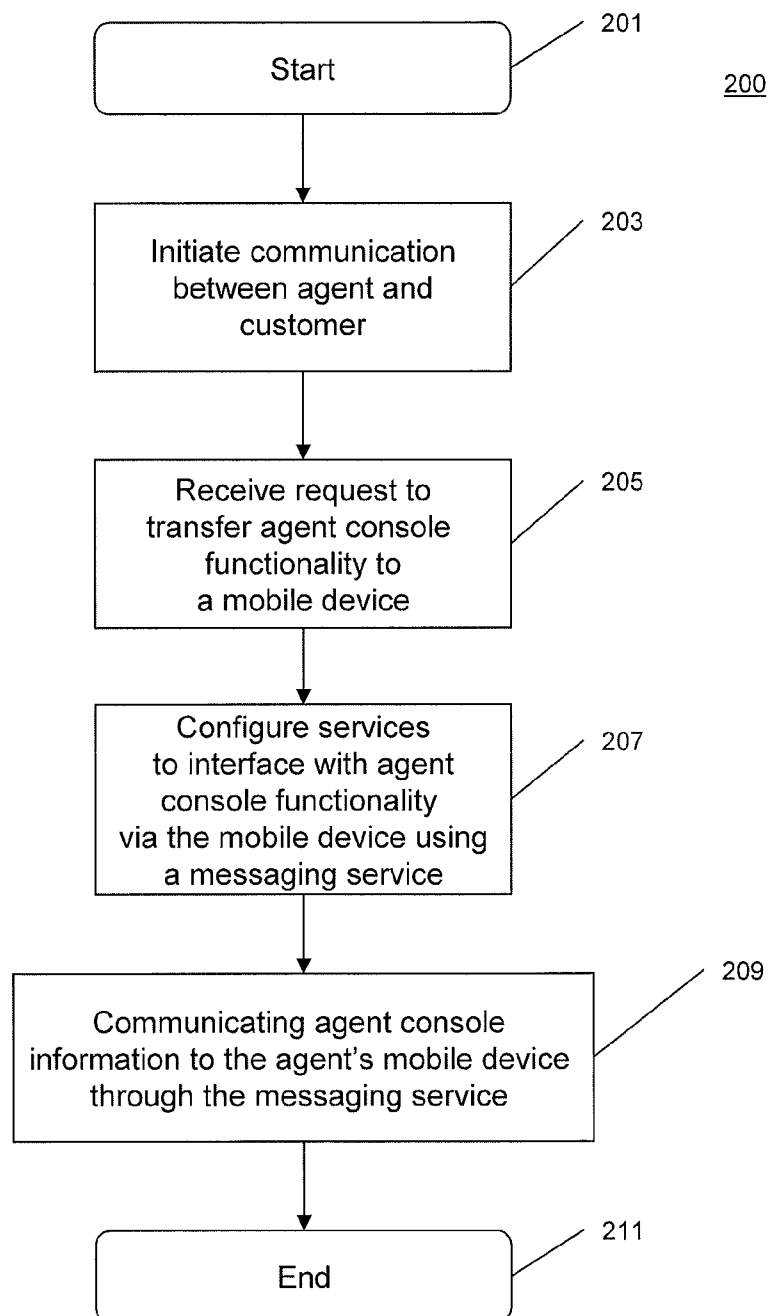 Start
201
200
Initiate communication
between agent and
customer
203
Receive request to
transfer agent console
functionality to
a mobile device
205
Configure services
to interface with agent
console functionality
via the mobile device using
a messaging service
207
Communicating agent console
information to the agent's mobile device
through the messaging service
209
End
211